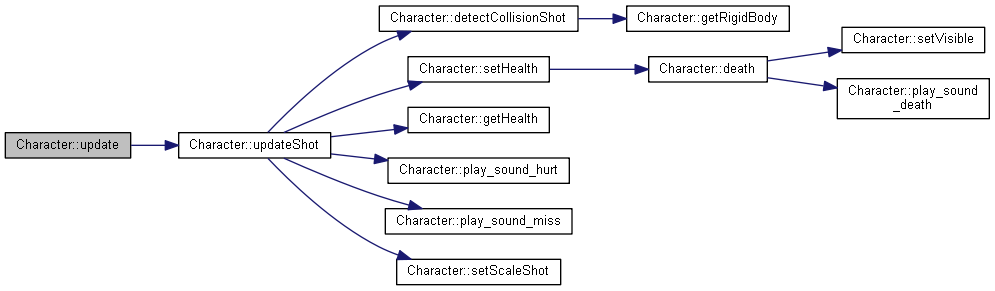 Character::detectCollisionShot
Character::getRigidBody
Character::setVisible
Character::setHealth
Character::death
Character::play_sound
_death
Character::getHealth
Character::update
Character::updateShot
Character::play_sound_hurt
Character::play_sound_miss
Character::setScaleShot